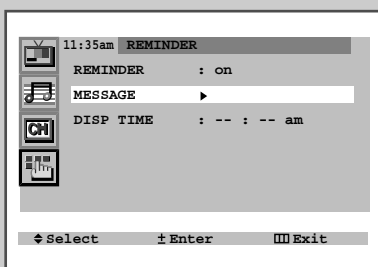 11:35am REMINDER
REMINDER : on
MESSAGE ▶
DISP TIME : -- : -- am
CH
Select ± Enter Exit